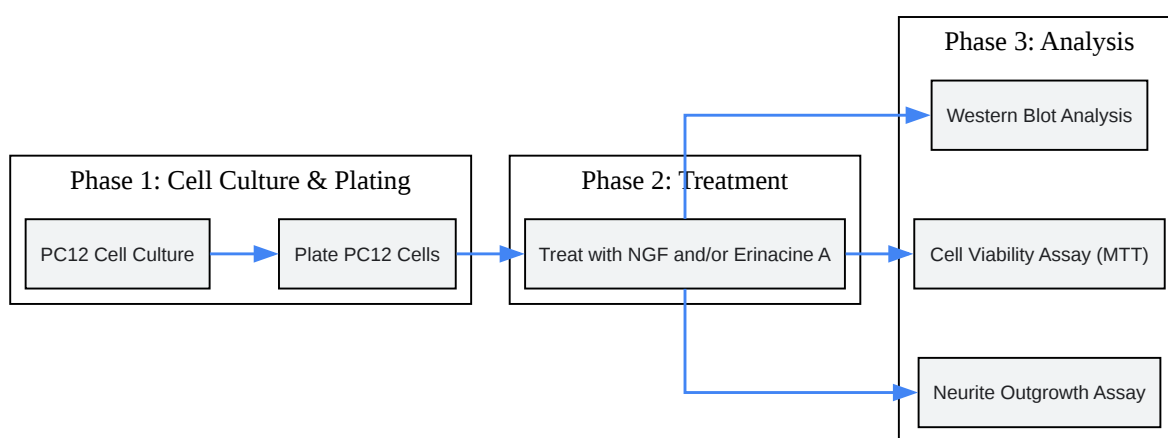 Phase 1: Cell Culture & Plating
PC12 Cell Culture
Plate PC12 Cells
Phase 2: Treatment
Treat with NGF and/or Erinacine A
Phase 3: Analysis
Western Blot Analysis
Cell Viability Assay (MTT)
Neurite Outgrowth Assay